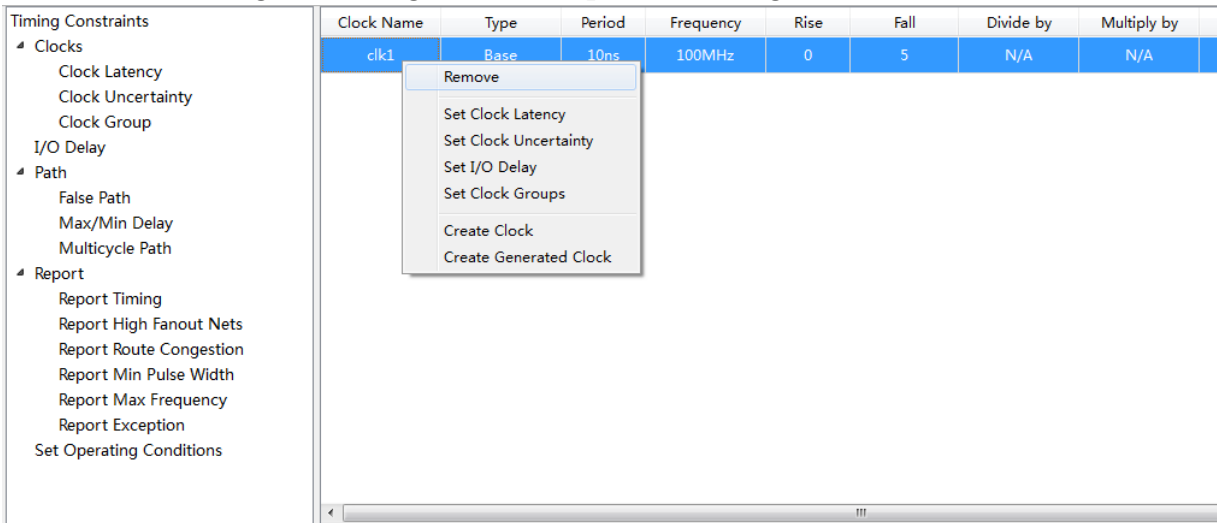 Timing Constraints
Clocks
Clock Latency
Clock Uncertainty
Clock Group
I/O Delay
Path
False Path
Max/Min Delay
Multicycle Path
Report
Report Timing
Report High Fanout Nets
Report Route Congestion
Report Min Pulse Width
Report Max Frequency
Report Exception
Set Operating Conditions
Clock Name Type Period Frequency Rise Fall Divide by Multiply by
clk1 Base 10ns 100MHz 0 5 N/A N/A
Remove
Set Clock Latency
Set Clock Uncertainty
Set I/O Delay
Set Clock Groups
Create Clock
Create Generated Clock